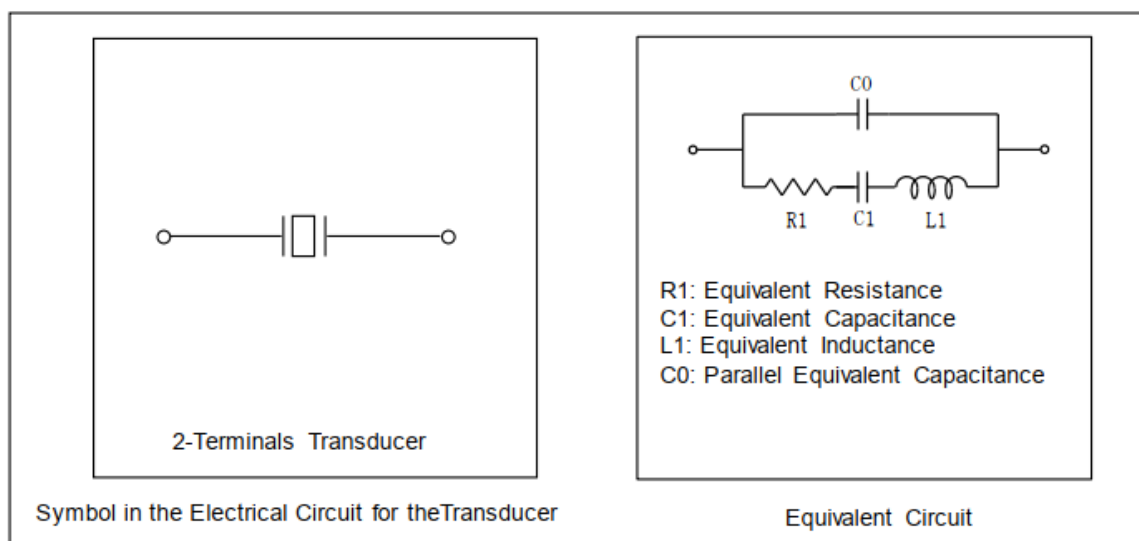 2-Terminals Transducer
Symbol in the Electrical Circuit for theTransducer
C0
R1
C1
L1
R1: Equivalent Resistance
C1: Equivalent Capacitance
L1: Equivalent Inductance
C0: Parallel Equivalent Capacitance
Equivalent Circuit